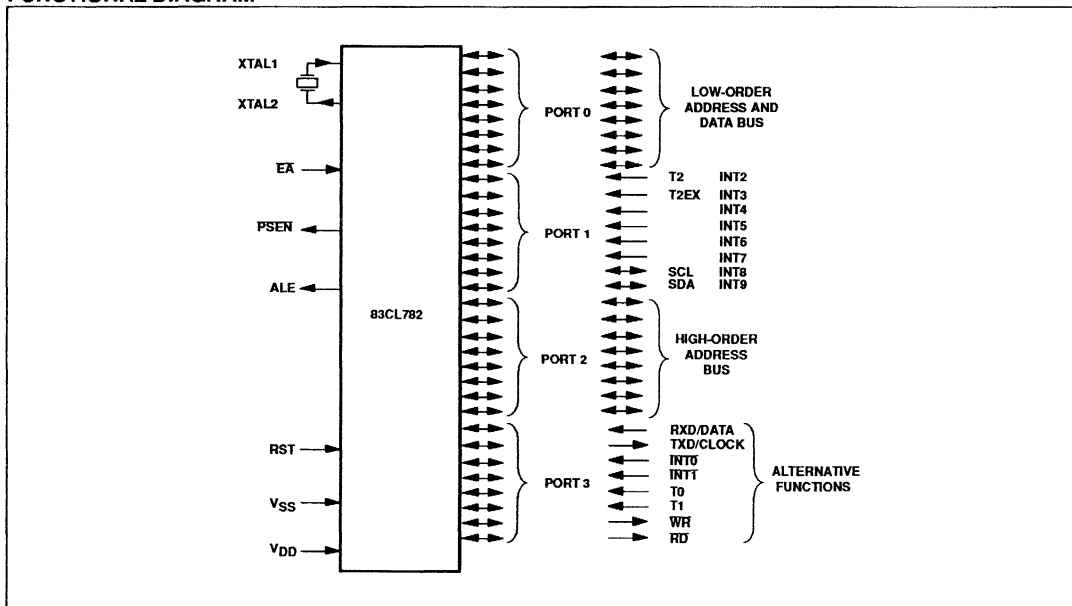 XTAL1
XTAL2
EA
PSEN
ALE
RST
VSS
VDD
83CL782
PORT 0
LOW-ORDER
ADDRESS AND
DATA BUS
PORT 1
T2 INT2
T2EX INT3
INT4
INT5
INT6
INT7
SCL INT8
SDA INT9
PORT 2
HIGH-ORDER
ADDRESS
BUS
PORT 3
RXD/DATA
TXD/CLOCK
INT0
INT1
T0
T1
WR
RD
ALTERNATIVE
FUNCTIONS